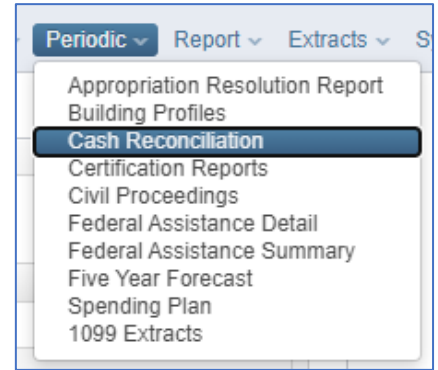 Periodic Report Extracts
Appropriation Resolution Report
Building Profiles
Cash Reconciliation
Certification Reports
Civil Proceedings
Federal Assistance Detail
Federal Assistance Summary
Five Year Forecast
Spending Plan
1099 Extracts